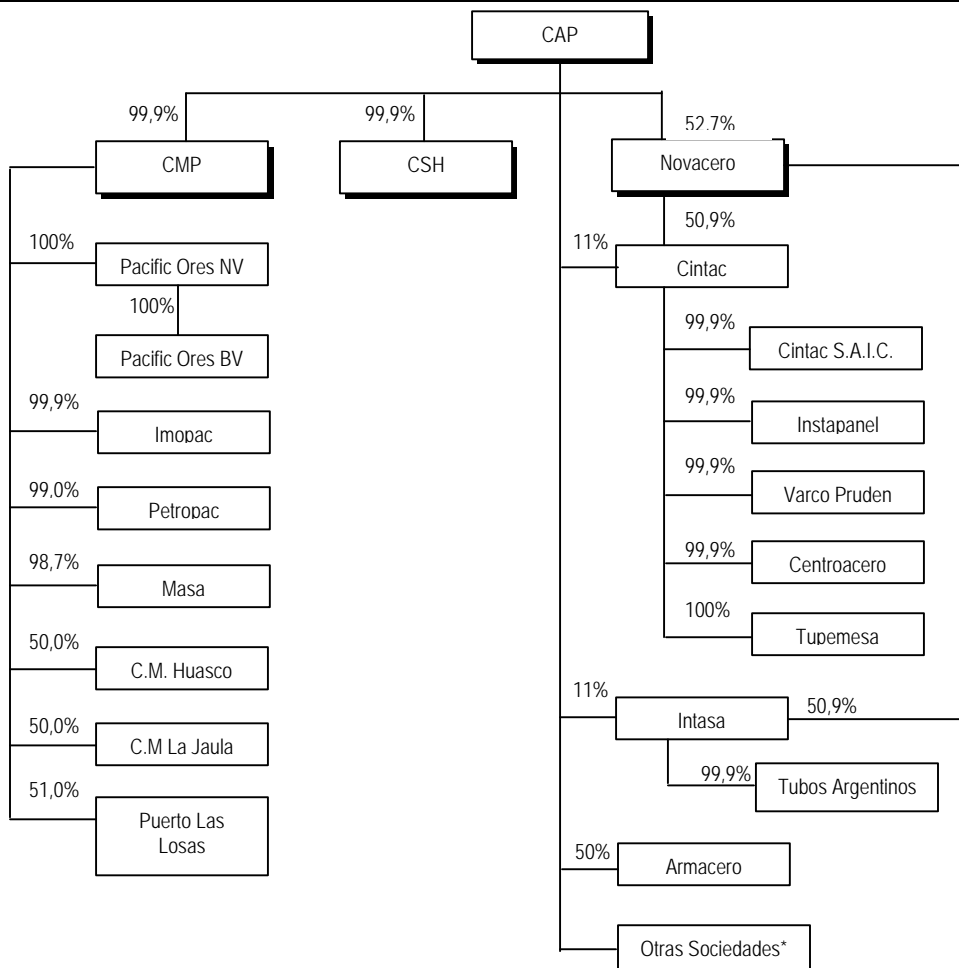 CAP
99,9%
99,9%
52,7%
CMP
CSH
Novacero
100%
Pacific Ores NV
100%
Pacific Ores BV
99,9%
Imopac
99,0%
Petropac
98,7%
Masa
50,0%
C.M. Huasco
50,0%
C.M La Jaula
51,0%
Puerto Las
Losas
50,9%
11%
Cintac
99,9%
Cintac S.A.I.C.
99,9%
Instapanel
99,9%
Varco Pruden
99,9%
Centroacero
100%
Tupemesa
11%
Intasa
50,9%
99,9%
Tubos Argentinos
50%
Armacero
Otras Sociedades*